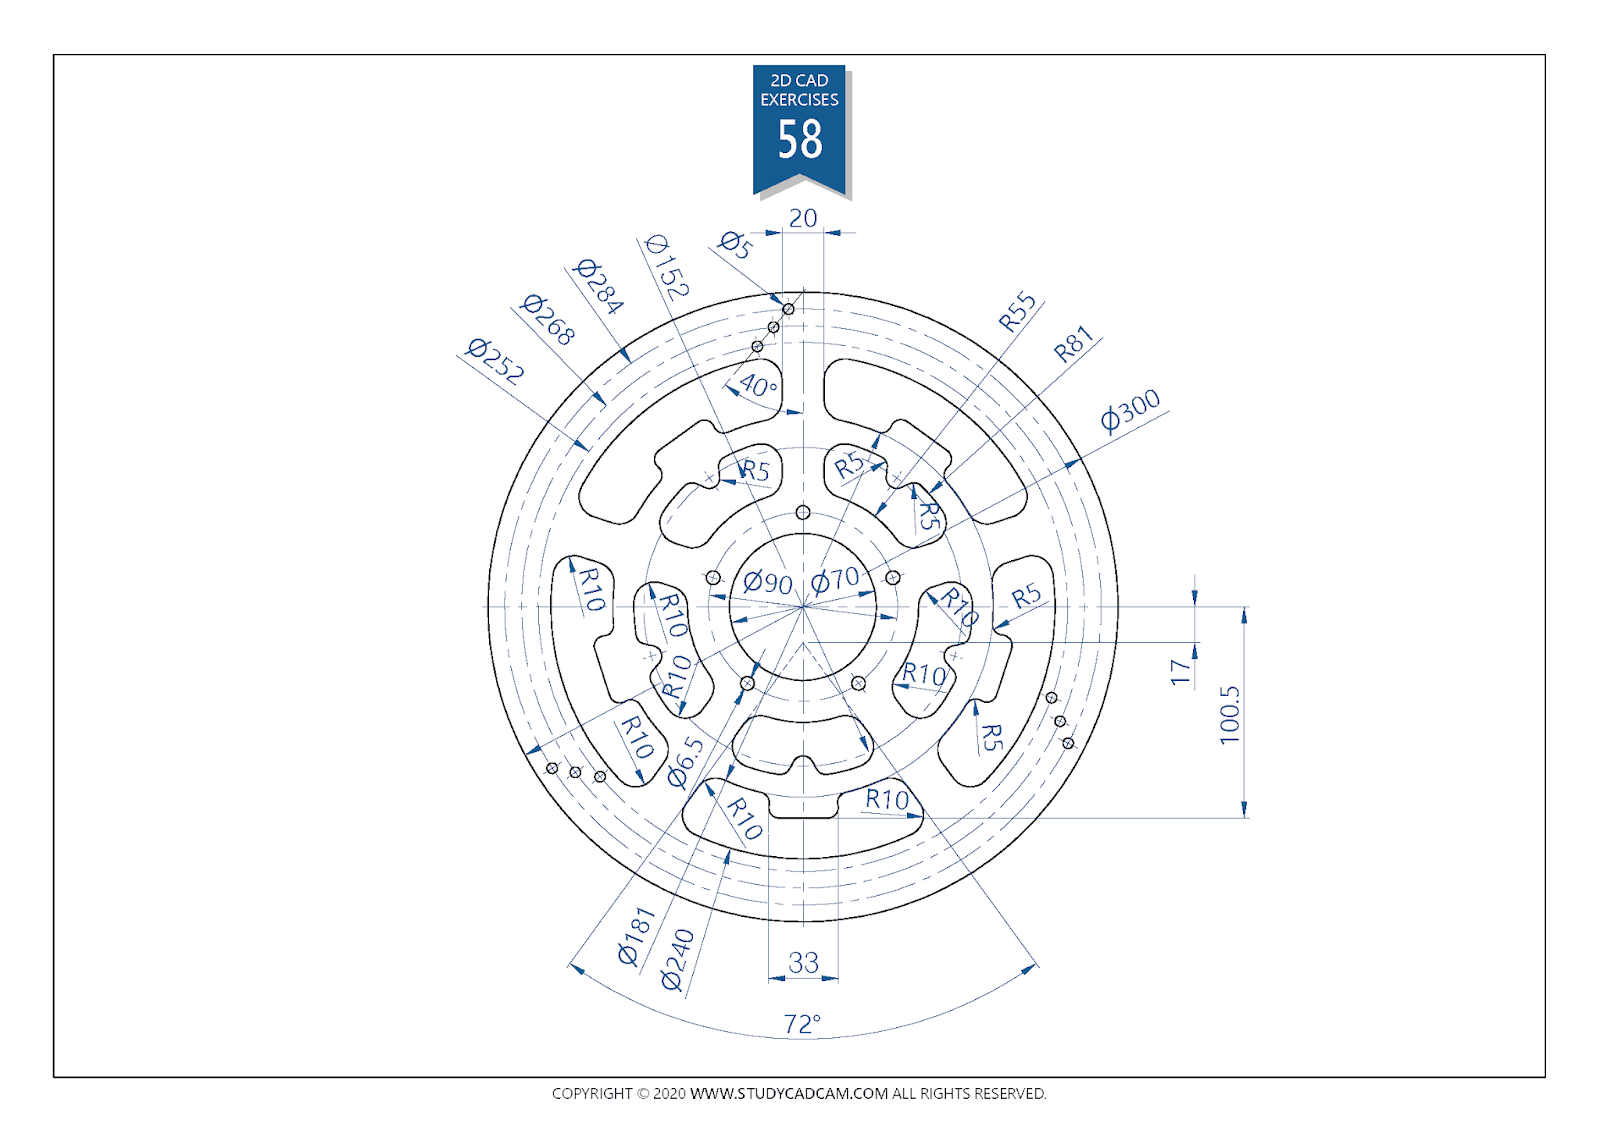 2D CAD
EXERCISES
58
20
Ø5
Ø152
Ø284
Ø268
Ø252
R55
R81
Ø300
40°
R5
R5
R5
Ø90
Ø70
R10
R10
R10
R10
R10
R10
R5
R5
17
100.5
Ø6.5
R10
R10
Ø181
Ø240
33
72°
COPYRIGHT © 2020 WWW.STUDYCADCAM.COM ALL RIGHTS RESERVED.